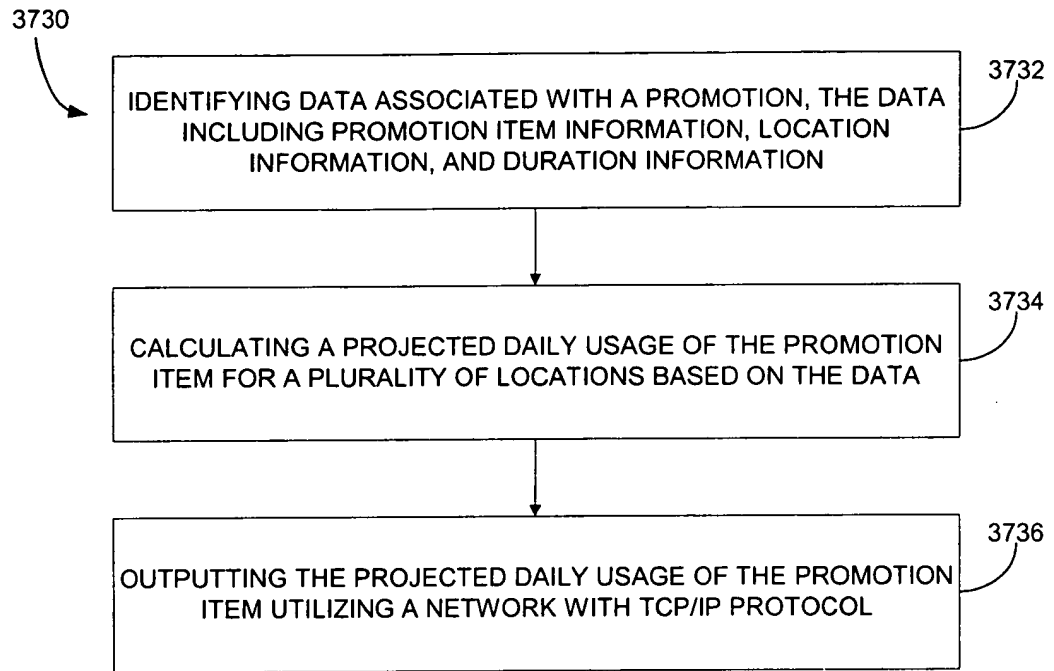 3730
3732
IDENTIFYING DATA ASSOCIATED WITH A PROMOTION, THE DATA
INCLUDING PROMOTION ITEM INFORMATION, LOCATION
INFORMATION, AND DURATION INFORMATION
3734
CALCULATING A PROJECTED DAILY USAGE OF THE PROMOTION
ITEM FOR A PLURALITY OF LOCATIONS BASED ON THE DATA
3736
OUTPUTTING THE PROJECTED DAILY USAGE OF THE PROMOTION
ITEM UTILIZING A NETWORK WITH TCP/IP PROTOCOL